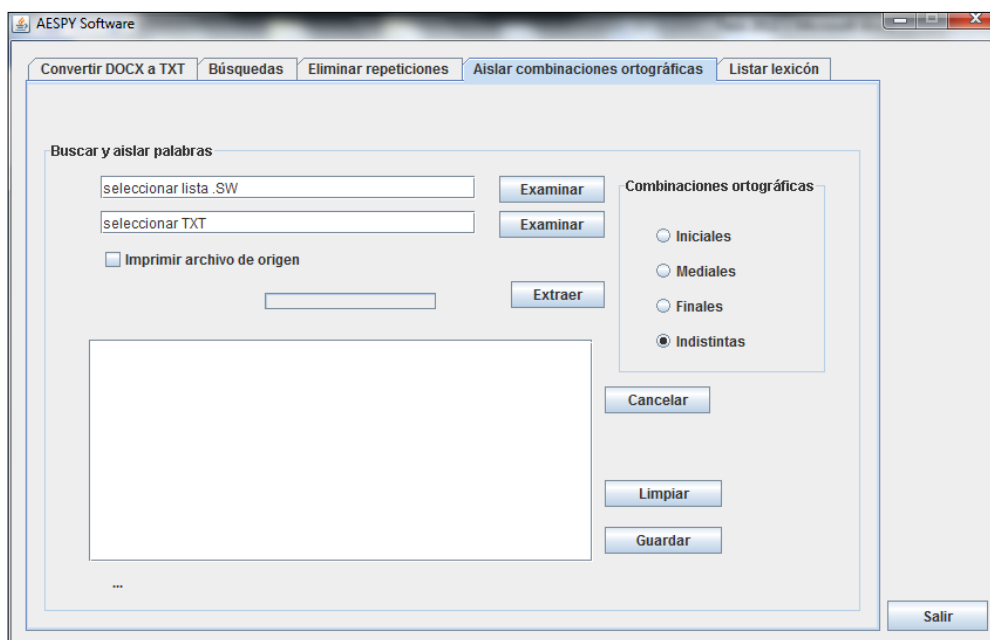 AESPY Software
Convertir DOCX a TXT Búsquedas Eliminar repeticiones Aislar combinaciones ortográficas Listar lexicón
Buscar y aislar palabras
seleccionar lista .SW Examinar
seleccionar TXT Examinar
Imprimir archivo de origen
Extraer
Combinaciones ortográficas
Iniciales
Mediales
Finales
Indistintas
Cancelar
Limpiar
Guardar
...
Salir